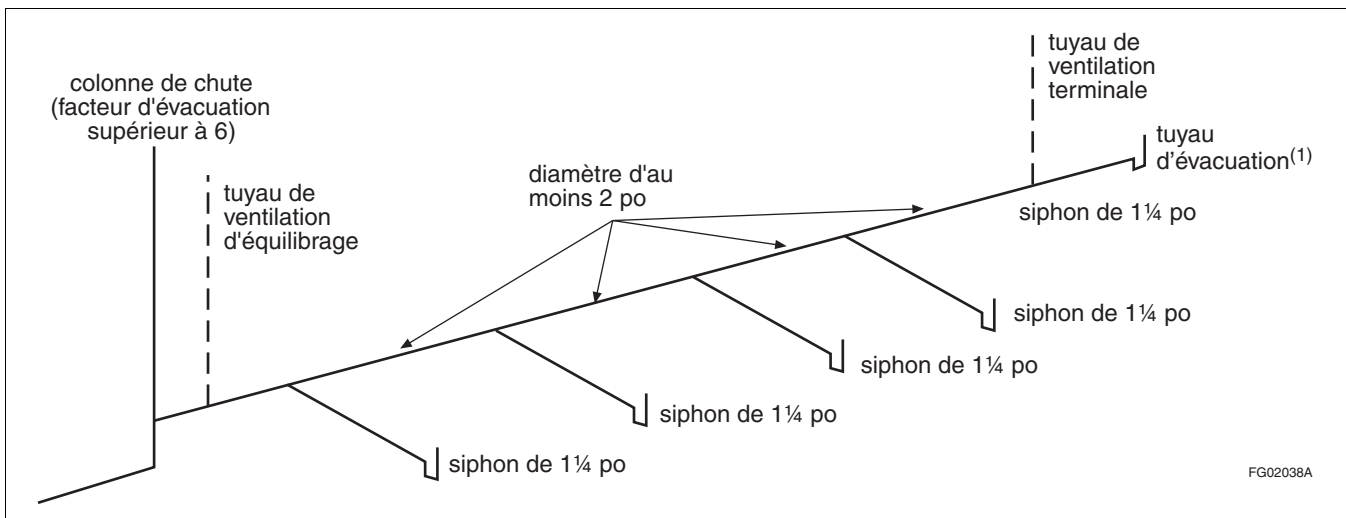 colonne de chute
(facteur d'évacuation
supérieur à 6)
tuyau de
ventilation
d'équilibrage
diamètre d'au
moins 2 po
tuyau de
ventilation
terminale
tuyau
d’évacuation(1)
siphon de 1¼ po
siphon de 1¼ po
siphon de 1¼ po
siphon de 1¼ po
siphon de 1¼ po
FG02038A